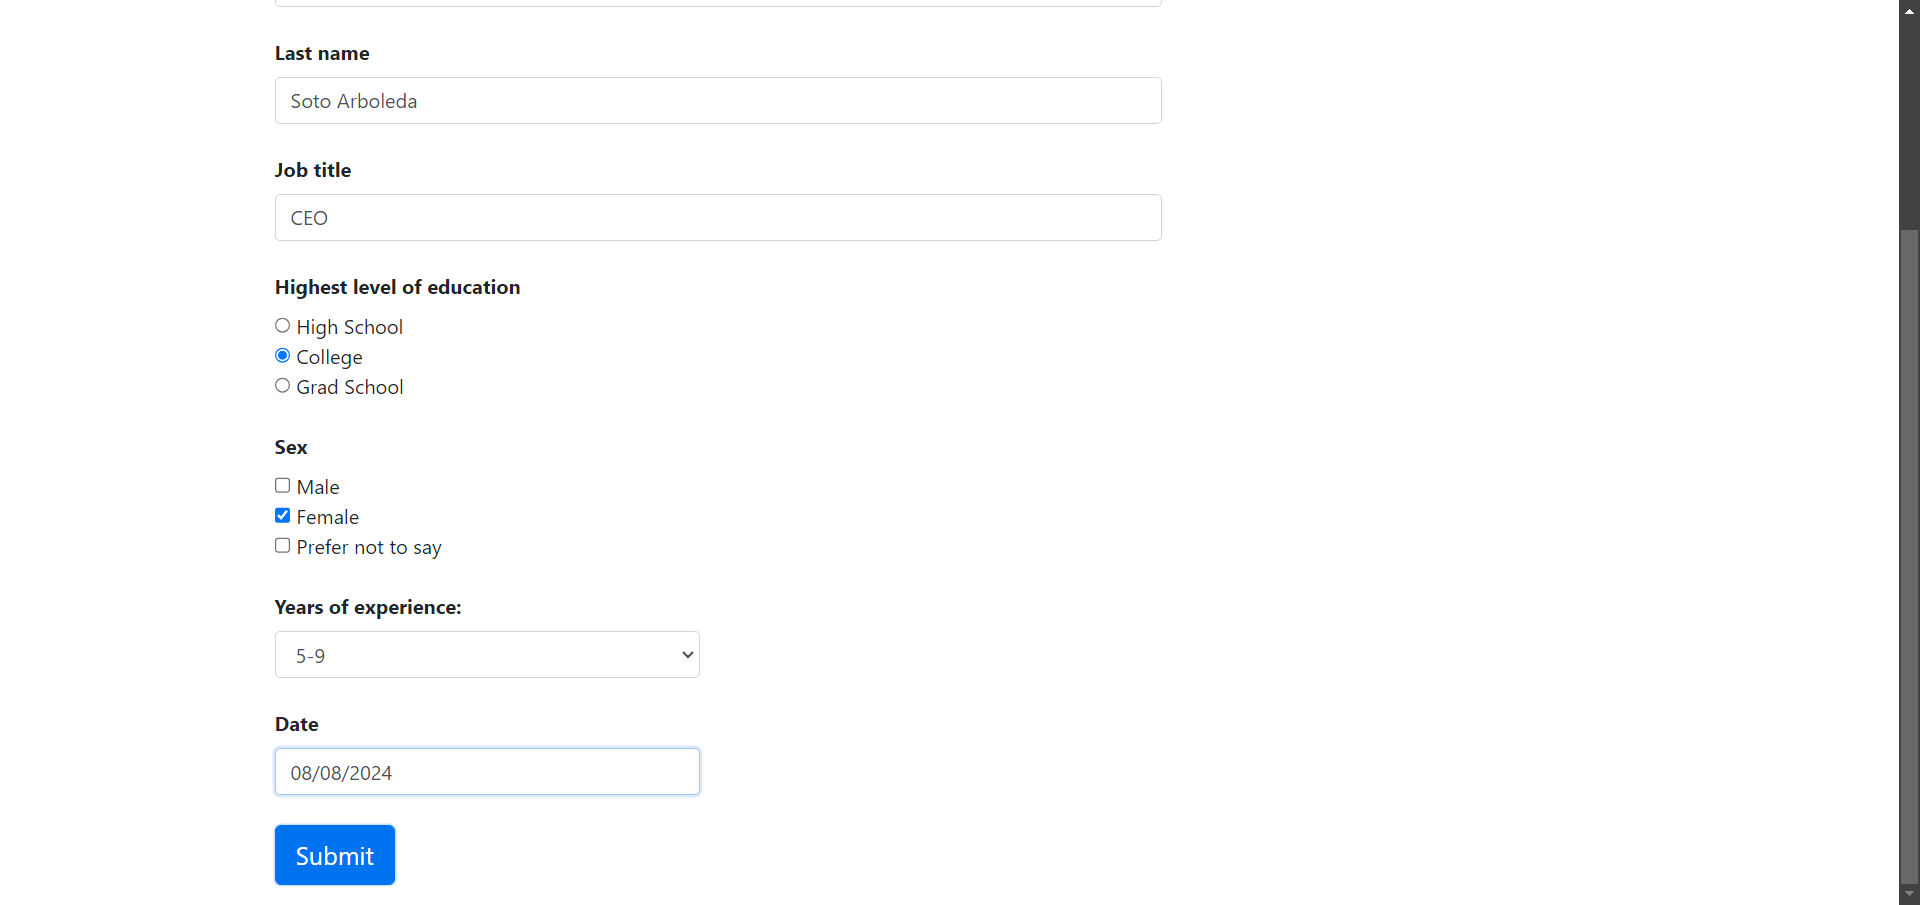 Last name
Soto Arboleda
Job title
CEO
Highest level of education
High School
College
Grad School
Sex
Male
Female
Prefer not to say
Years of experience:
5-9
Date
08/08/2024
Submit